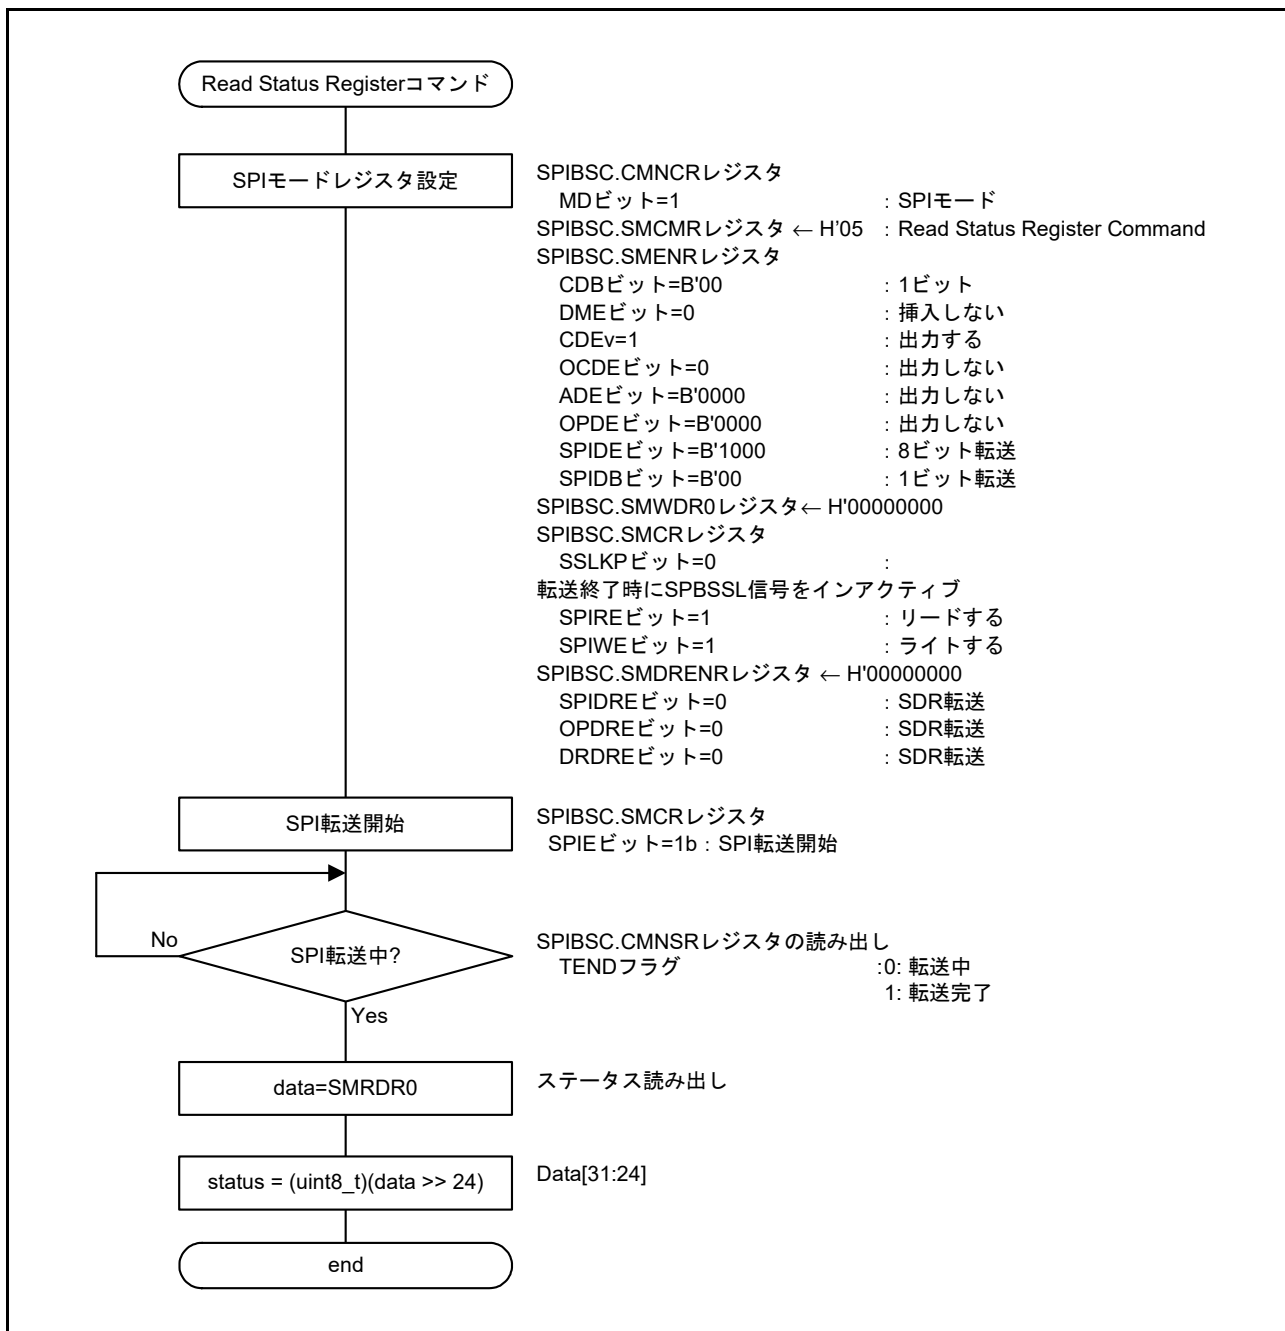 Read Status Registerコマンド
SPIモードレジスタ設定
SPIBSC.CMNCRレジスタ
MDビット=1 : SPIモード
SPIBSC.SMCMRレジスタ ← H'05 : Read Status Register Command
SPIBSC.SMENRレジスタ
CDBビット=B'00 : 1ビット
DMEビット=0 : 挿入しない
CDEv=1 : 出力する
OCDEビット=0 : 出力しない
ADEビット=B'0000 : 出力しない
OPDEビット=B'0000 : 出力しない
SPIDEビット=B'1000 : 8ビット転送
SPIDBビット=B'00 : 1ビット転送
SPIBSC.SMWDR0レジスタ← H'00000000
SPIBSC.SMCRレジスタ
SSLKPビット=0 :
転送終了時にSPBSSL信号をインアクティブ
SPIREビット=1 : リードする
SPIWEビット=1 : ライトする
SPIBSC.SMDRENRレジスタ ← H'00000000
SPIDREビット=0 : SDR転送
OPDREビット=0 : SDR転送
DRDREビット=0 : SDR転送
SPI転送開始
SPIBSC.SMCRレジスタ
SPIEビット=1b : SPI転送開始
No
SPI転送中?
SPIBSC.CMNSRレジスタの読み出し
TENDフラグ :0: 転送中
1: 転送完了
Yes
data=SMRDR0
ステータス読み出し
status = (uint8_t)(data >> 24)
Data[31:24]
end